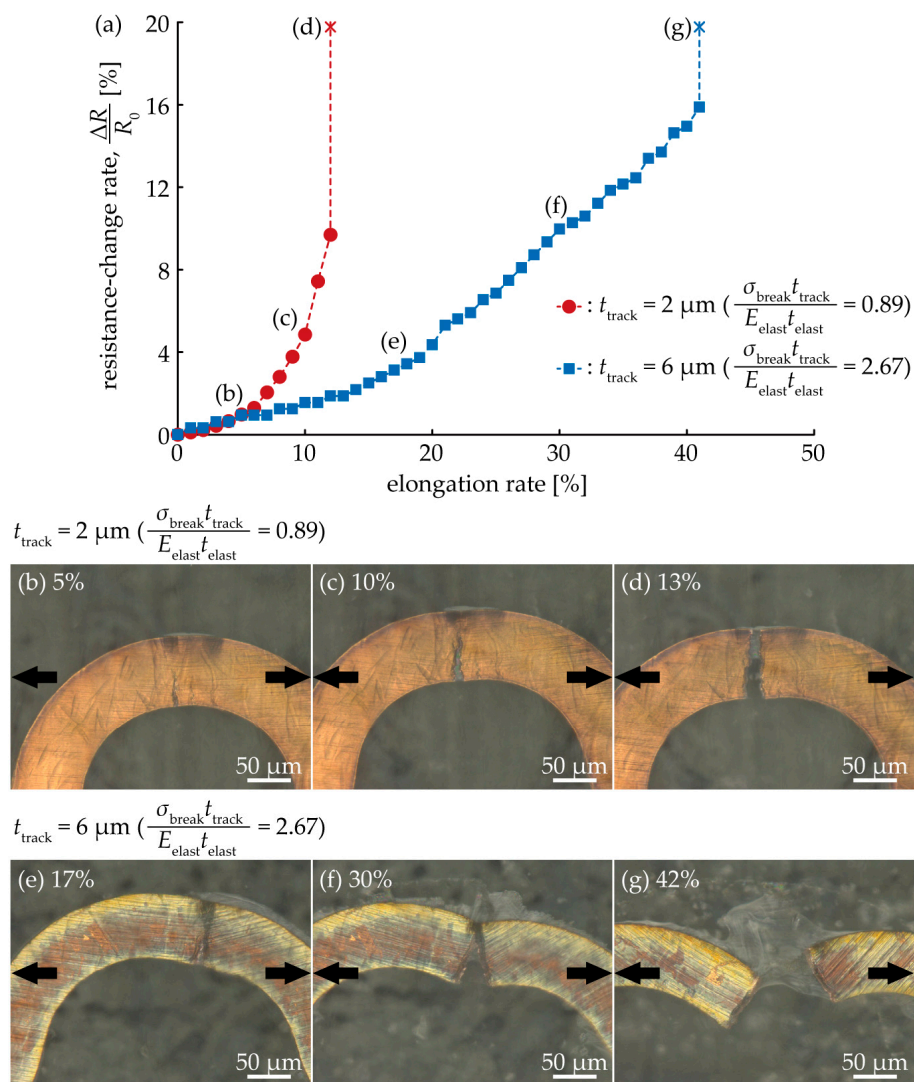 (a)
resistance-change rate, ΔR/R₀ [%]
20
16
12
8
4
0
0 10 20 30 40 50
elongation rate [%]
(d)
(g)
(f)
(c)
(e)
(b)
: t_track = 2 μm (σ_break t_track / E_elast t_elast = 0.89)
: t_track = 6 μm (σ_break t_track / E_elast t_elast = 2.67)
t_track = 2 μm (σ_break t_track / E_elast t_elast = 0.89)
(b) 5%
50 μm
(c) 10%
50 μm
(d) 13%
50 μm
t_track = 6 μm (σ_break t_track / E_elast t_elast = 2.67)
(e) 17%
50 μm
(f) 30%
50 μm
(g) 42%
50 μm